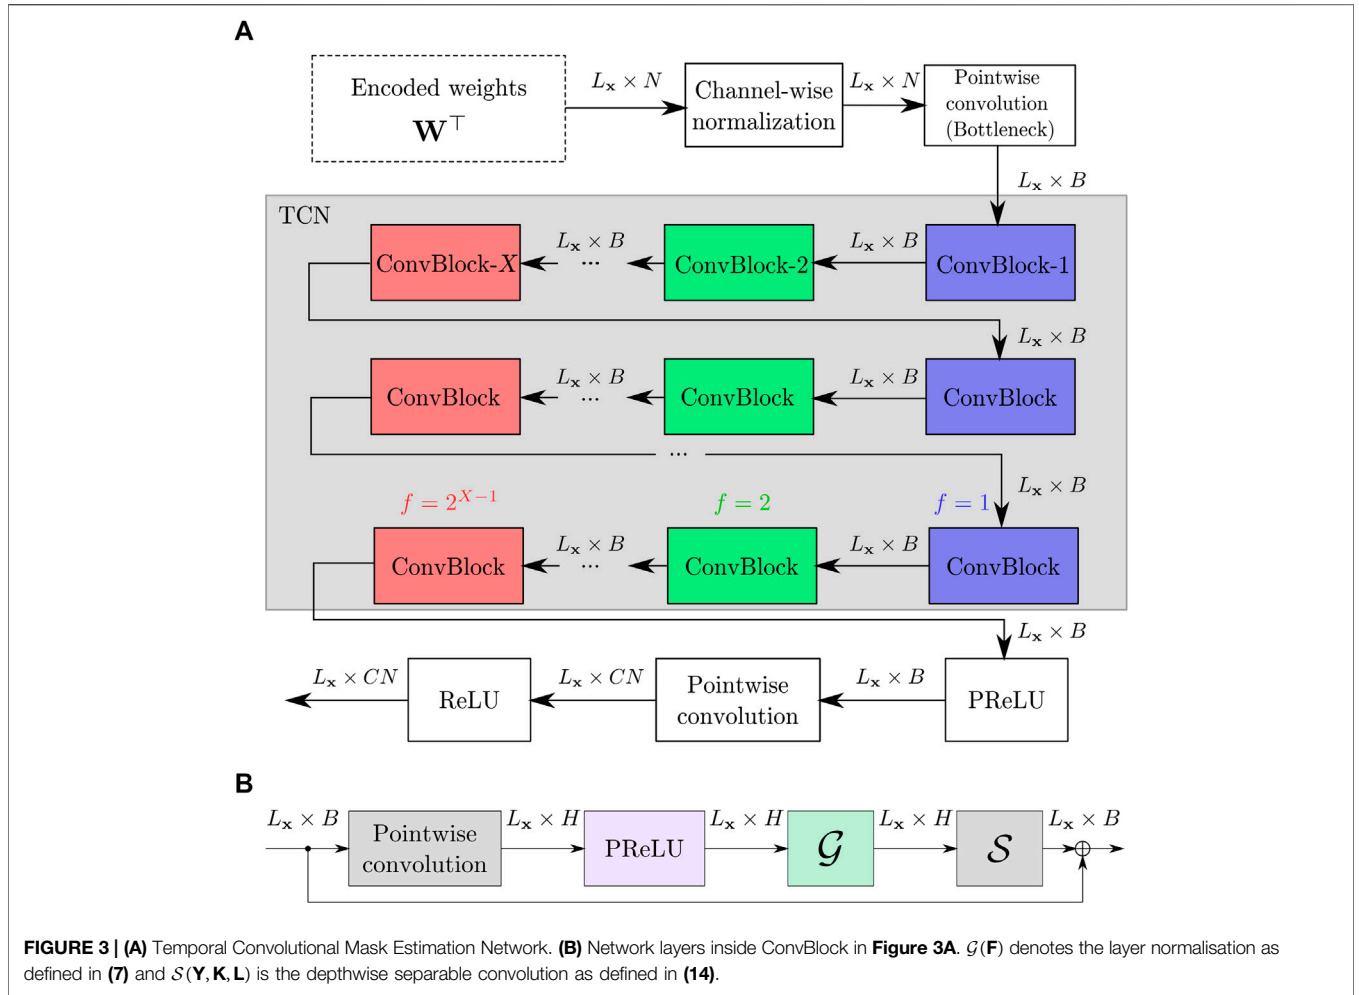 A
Encoded weights
W⊤
Lx × N
Channel-wise
normalization
Lx × N
Pointwise
convolution
(Bottleneck)
Lx × B
TCN
ConvBlock-X
Lx × B
...
ConvBlock-2
Lx × B
ConvBlock-1
Lx × B
ConvBlock
Lx × B
...
ConvBlock
Lx × B
ConvBlock
...
Lx × B
f = 2^{X−1}
f = 2
f = 1
ConvBlock
Lx × B
...
ConvBlock
Lx × B
ConvBlock
Lx × B
Lx × CN
ReLU
Lx × CN
Pointwise
convolution
Lx × B
PReLU
B
Lx × B
Pointwise
convolution
Lx × H
PReLU
Lx × H
𝒢
Lx × H
𝒮
Lx × B
FIGURE 3 | (A) Temporal Convolutional Mask Estimation Network. (B) Network layers inside ConvBlock in Figure 3A. 𝒢(F) denotes the layer normalisation as
defined in (7) and 𝒮(Y, K, L) is the depthwise separable convolution as defined in (14).